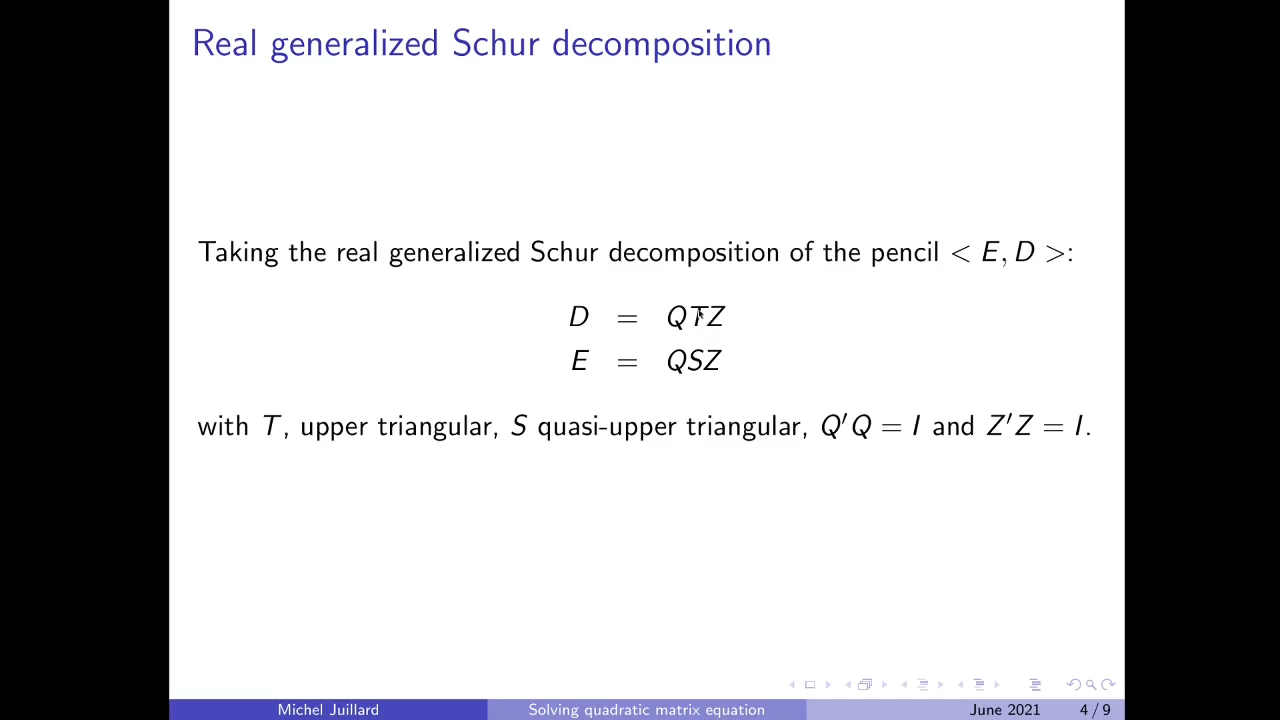 Real generalized Schur decomposition
Taking the real generalized Schur decomposition of the pencil < E, D >:
D = QTZ
E = QSZ
with T, upper triangular, S quasi-upper triangular, Q′Q = I and Z′Z = I.
Michel Juillard Solving quadratic matrix equation June 2021 4 / 9